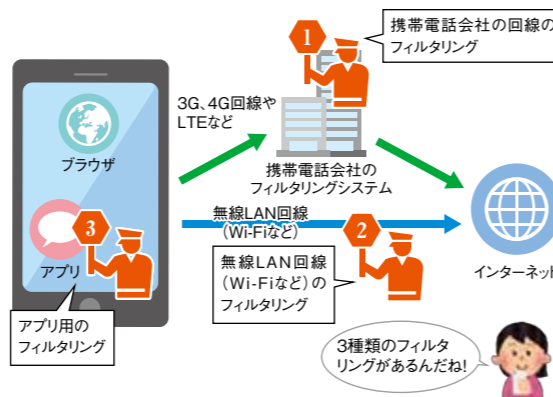 1
携帯電話会社の回線の
フィルタリング
3G、4G回線や
LTEなど
ブラウザ
携帯電話会社の
フィルタリングシステム
無線LAN回線
(Wi-Fiなど)
2
3
アプリ
無線LAN回線
(Wi-Fiなど)の
フィルタリング
インターネット
アプリ用の
フィルタリング
3種類のフィルタ
リングがあるんだね!